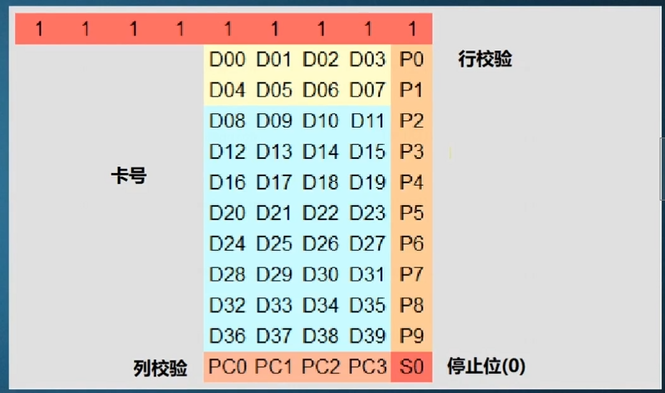 1 1 1 1 1 1 1 1 1
D00 D01 D02 D03 P0 行校验
D04 D05 D06 D07 P1
D08 D09 D10 D11 P2
D12 D13 D14 D15 P3
卡号 D16 D17 D18 D19 P4
D20 D21 D22 D23 P5
D24 D25 D26 D27 P6
D28 D29 D30 D31 P7
D32 D33 D34 D35 P8
D36 D37 D38 D39 P9
列校验 PC0 PC1 PC2 PC3 S0 停止位(0)